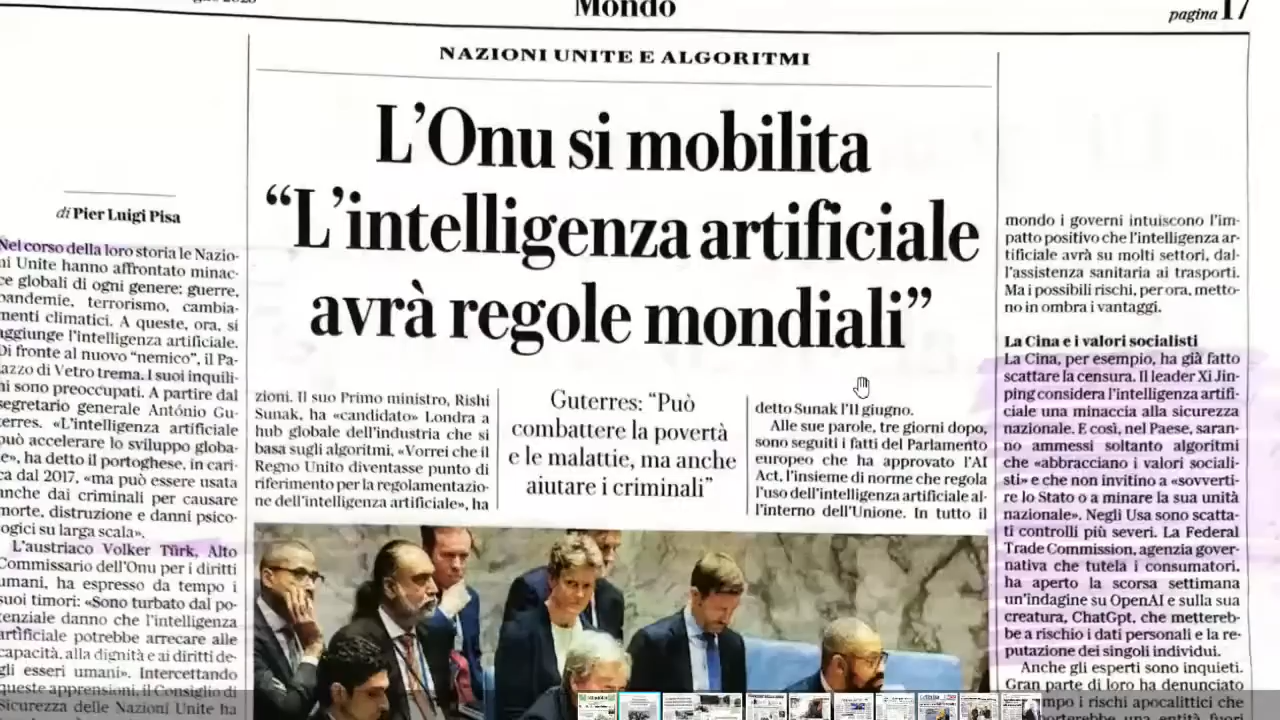 Mondo
pagina 17
NAZIONI UNITE E ALGORITMI
L'Onu si mobilita
“L'intelligenza artificiale
avrà regole mondiali”
di Pier Luigi Pisa
Nel corso della loro storia le Nazio-
ni Unite hanno affrontato minac-
ce globali di ogni genere: guerre,
pandemie, terrorismo, cambia-
menti climatici. A queste, ora, si
aggiunge l'intelligenza artificiale.
Di fronte al nuovo “nemico”, il Pa-
lazzo di Vetro trema. I suoi inquili-
ni sono preoccupati. A partire dal
segretario generale António Gu-
terres. «L'intelligenza artificiale
può accelerare lo sviluppo globa-
le», ha detto il portoghese, in cari-
ca dal 2017, «ma può essere usata
anche dai criminali per causare
morte, distruzione e danni psico-
logici su larga scala».
L'austriaco Volker Türk, Alto
Commissario dell'Onu per i diritti
umani, ha espresso da tempo i
suoi timori: «Sono turbato dal po-
tenziale danno che l'intelligenza
artificiale potrebbe arrecare alle
capacità, alla dignità e ai diritti de-
gli esseri umani». Intercettando
queste apprensioni, il Consiglio di
Sicurezza delle Nazioni Unite ha
zioni. Il suo Primo ministro, Rishi
Sunak, ha «candidato» Londra a
hub globale dell'industria che si
basa sugli algoritmi. «Vorrei che il
Regno Unito diventasse punto di
riferimento per la regolamentazio-
ne dell'intelligenza artificiale», ha
Guterres: “Può
combattere la povertà
e le malattie, ma anche
aiutare i criminali”
detto Sunak l'11 giugno.
Alle sue parole, tre giorni dopo,
sono seguiti i fatti del Parlamento
europeo che ha approvato l'AI
Act, l'insieme di norme che regola
l'uso dell'intelligenza artificiale al-
l'interno dell'Unione. In tutto il
mondo i governi intuiscono l'im-
patto positivo che l'intelligenza ar-
tificiale avrà su molti settori, dal-
l'assistenza sanitaria ai trasporti.
Ma i possibili rischi, per ora, metto-
no in ombra i vantaggi.
La Cina e i valori socialisti
La Cina, per esempio, ha già fatto
scattare la censura. Il leader Xi Jin-
ping considera l'intelligenza artifi-
ciale una minaccia alla sicurezza
nazionale. E così, nel Paese, saran-
no ammessi soltanto algoritmi
che «abbracciano i valori sociali-
sti» e che non invitino a «sovverti-
re lo Stato o a minare la sua unità
nazionale». Negli Usa sono scatta-
ti controlli più severi. La Federal
Trade Commission, agenzia gover-
nativa che tutela i consumatori,
ha aperto la scorsa settimana
un'indagine su OpenAI e sulla sua
creatura, ChatGpt, che mettereb-
be a rischio i dati personali e la re-
putazione dei singoli individui.
Anche gli esperti sono inquieti.
Gran parte di loro ha denunciato
i rischi apocalittici che